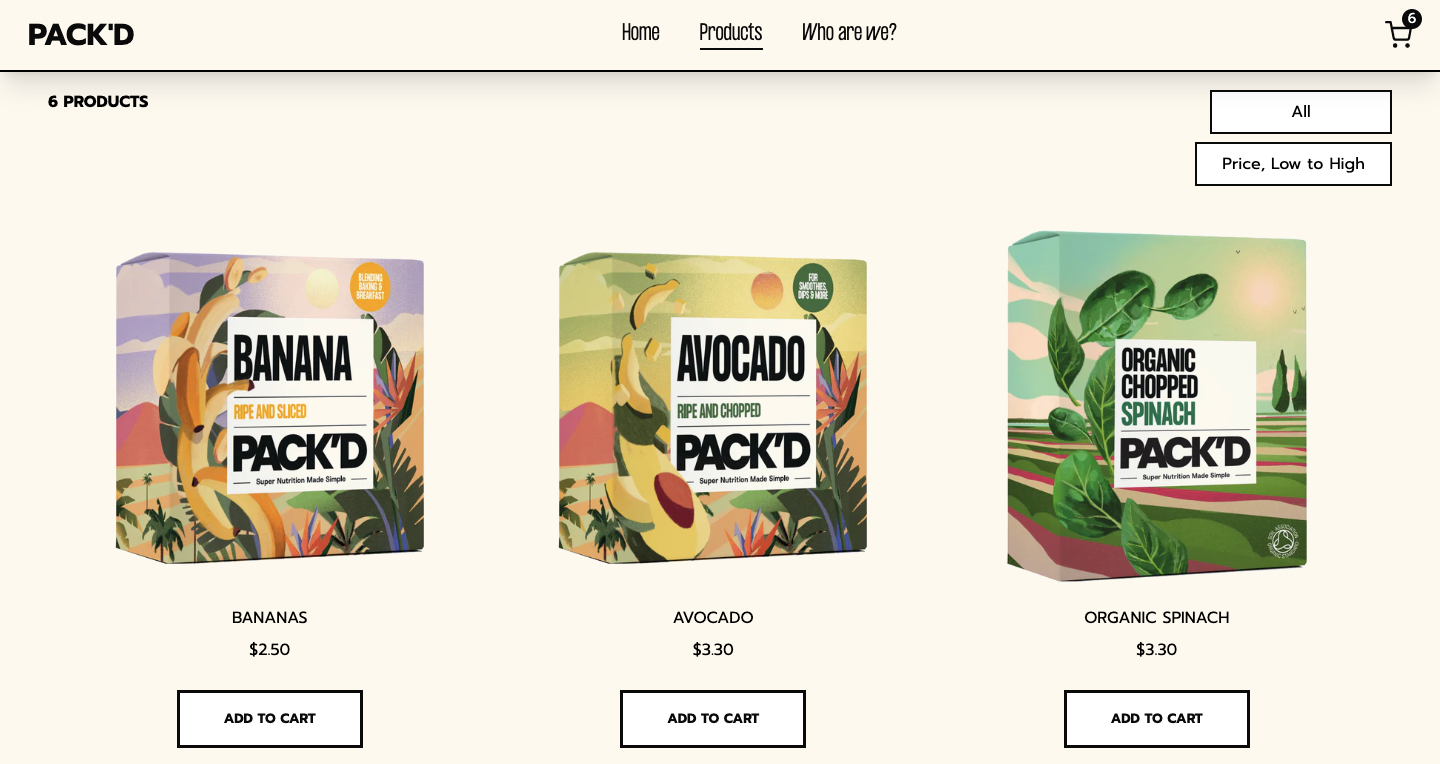 PACK'D
Home
Products
Who are we?
6
6 PRODUCTS
All
Price, Low to High
BLENDING
BAKING &
BREAKFAST
BANANA
RIPE AND SLICED
PACK'D
Super Nutrition Made Simple
FOR
SMOOTHIES,
DIPS & MORE
AVOCADO
RIPE AND CHOPPED
PACK'D
Super Nutrition Made Simple
ORGANIC
CHOPPED
SPINACH
PACK'D
Super Nutrition Made Simple
BANANAS
$2.50
ADD TO CART
AVOCADO
$3.30
ADD TO CART
ORGANIC SPINACH
$3.30
ADD TO CART